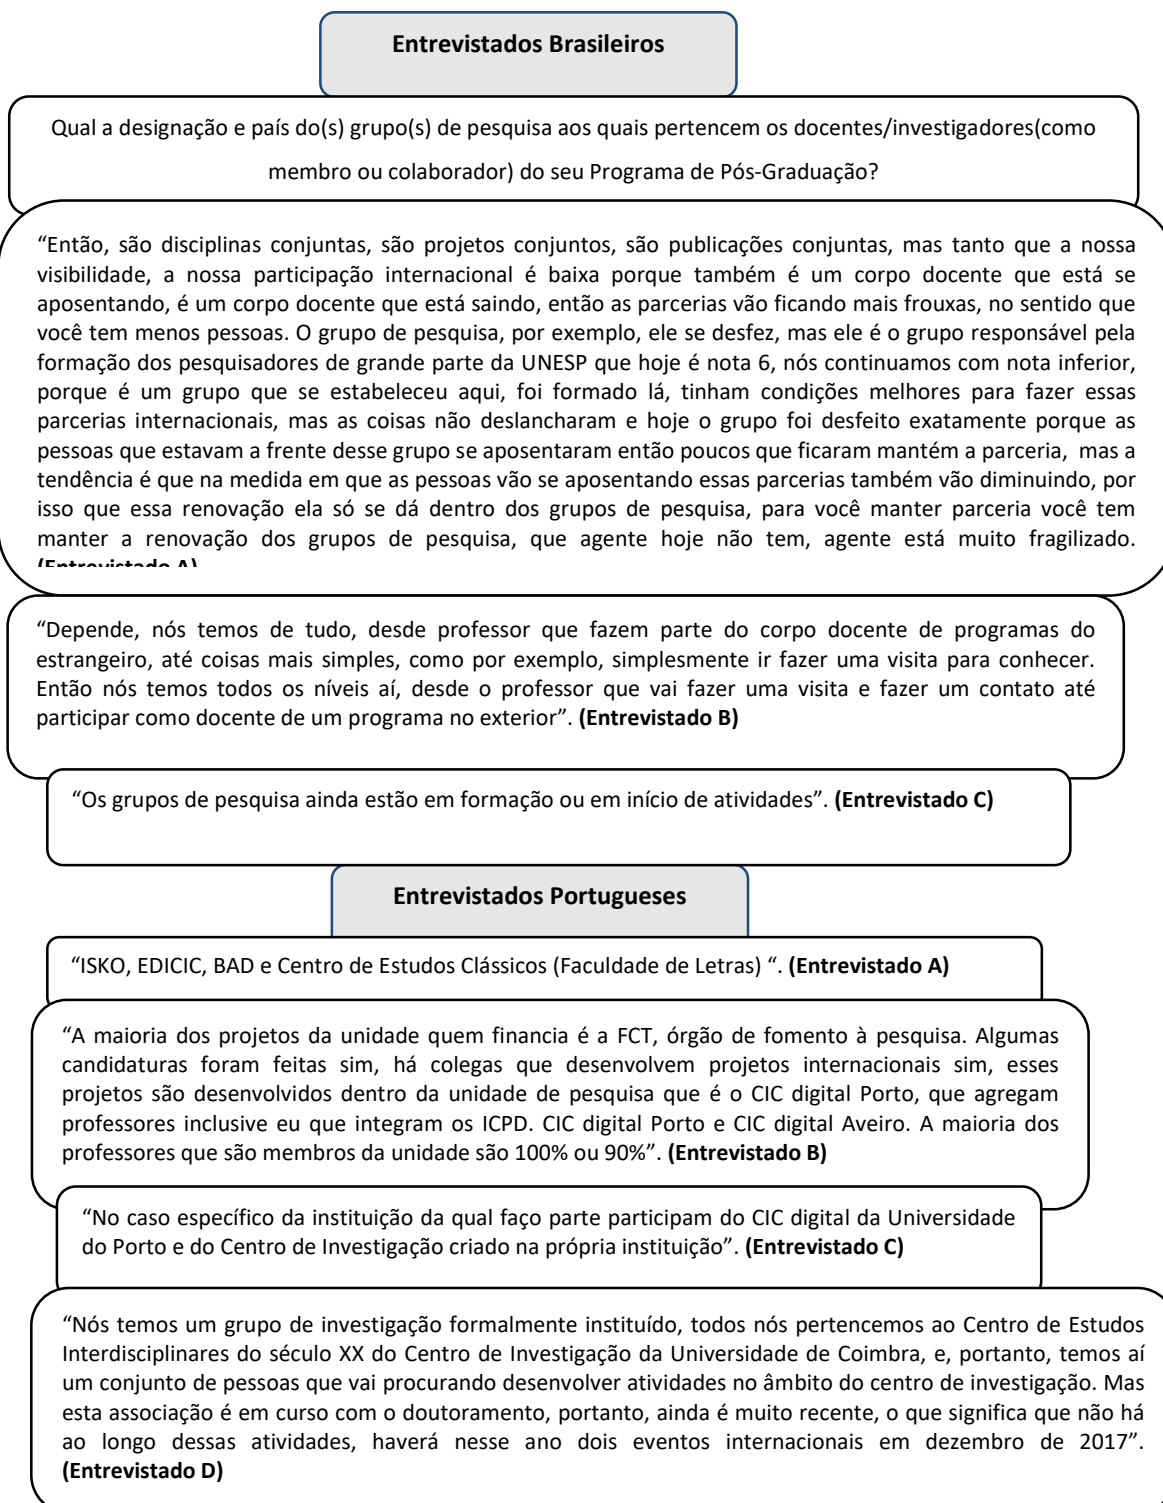 Entrevistados Brasileiros
Qual a designação e país do(s) grupo(s) de pesquisa aos quais pertencem os docentes/investigadores(como
membro ou colaborador) do seu Programa de Pós-Graduação?
“Então, são disciplinas conjuntas, são projetos conjuntos, são publicações conjuntas, mas tanto que a nossa
visibilidade, a nossa participação internacional é baixa porque também é um corpo docente que está se
aposentando, é um corpo docente que está saindo, então as parcerias vão ficando mais frouxas, no sentido que
você tem menos pessoas. O grupo de pesquisa, por exemplo, ele se desfez, mas ele é o grupo responsável pela
formação dos pesquisadores de grande parte da UNESP que hoje é nota 6, nós continuamos com nota inferior,
porque é um grupo que se estabeleceu aqui, foi formado lá, tinham condições melhores para fazer essas
parcerias internacionais, mas as coisas não deslancharam e hoje o grupo foi desfeito exatamente porque as
pessoas que estavam a frente desse grupo se aposentaram então poucos que ficaram mantém a parceria, mas a
tendência é que na medida em que as pessoas vão se aposentando essas parcerias também vão diminuindo, por
isso que essa renovação ela só se dá dentro dos grupos de pesquisa, para você manter parceria você tem
manter a renovação dos grupos de pesquisa, que agente hoje não tem, agente está muito fragilizado.
(Entrevistado A)
“Depende, nós temos de tudo, desde professor que fazem parte do corpo docente de programas do
estrangeiro, até coisas mais simples, como por exemplo, simplesmente ir fazer uma visita para conhecer.
Então nós temos todos os níveis aí, desde o professor que vai fazer uma visita e fazer um contato até
participar como docente de um programa no exterior”. (Entrevistado B)
“Os grupos de pesquisa ainda estão em formação ou em início de atividades”. (Entrevistado C)
Entrevistados Portugueses
“ISKO, EDICIC, BAD e Centro de Estudos Clássicos (Faculdade de Letras) “. (Entrevistado A)
“A maioria dos projetos da unidade quem financia é a FCT, órgão de fomento à pesquisa. Algumas
candidaturas foram feitas sim, há colegas que desenvolvem projetos internacionais sim, esses
projetos são desenvolvidos dentro da unidade de pesquisa que é o CIC digital Porto, que agregam
professores inclusive eu que integram os ICPD. CIC digital Porto e CIC digital Aveiro. A maioria dos
professores que são membros da unidade são 100% ou 90%”. (Entrevistado B)
“No caso específico da instituição da qual faço parte participam do CIC digital da Universidade
do Porto e do Centro de Investigação criado na própria instituição”. (Entrevistado C)
“Nós temos um grupo de investigação formalmente instituído, todos nós pertencemos ao Centro de Estudos
Interdisciplinares do século XX do Centro de Investigação da Universidade de Coimbra, e, portanto, temos aí
um conjunto de pessoas que vai procurando desenvolver atividades no âmbito do centro de investigação. Mas
esta associação é em curso com o doutoramento, portanto, ainda é muito recente, o que significa que não há
ao longo dessas atividades, haverá nesse ano dois eventos internacionais em dezembro de 2017”.
(Entrevistado D)